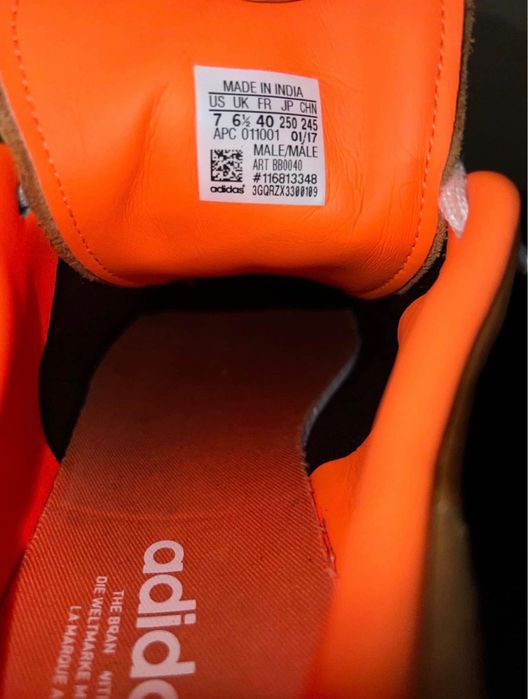 MADE IN INDIA
US UK FR JP CHN
7 6½ 40 250 245
APC 011001 01/17
MALE/MALE
ART BB0040
#116813348
adidas 3GQRZX3300109
adida
THE BRAN
DIE WELTMARKE M
LA MARQUE A